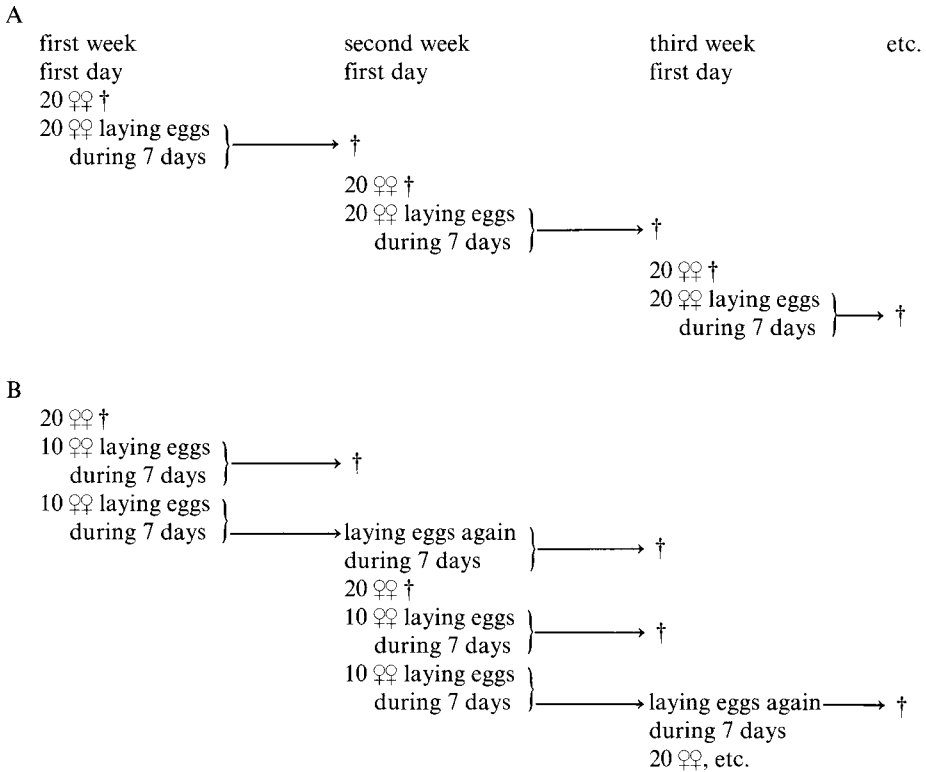 A
first week second week third week etc.
first day first day first day
20 ♀♀ †
20 ♀♀ laying eggs
during 7 days †
20 ♀♀ †
20 ♀♀ laying eggs
during 7 days †
20 ♀♀ †
20 ♀♀ laying eggs
during 7 days †
B
20 ♀♀ †
10 ♀♀ laying eggs
during 7 days †
10 ♀♀ laying eggs
during 7 days laying eggs again
during 7 days †
20 ♀♀ †
10 ♀♀ laying eggs
during 7 days †
10 ♀♀ laying eggs
during 7 days laying eggs again †
during 7 days
20 ♀♀, etc.